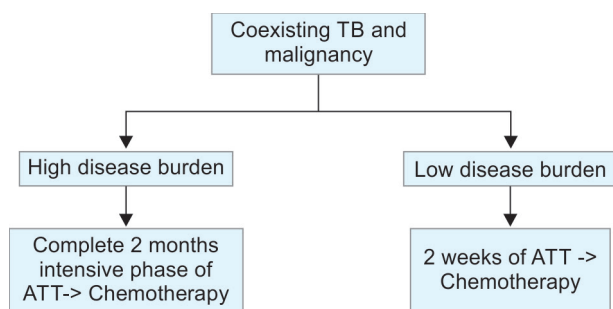 Coexisting TB and
malignancy
High disease burden
Low disease burden
Complete 2 months
intensive phase of
ATT-> Chemotherapy
2 weeks of ATT ->
Chemotherapy